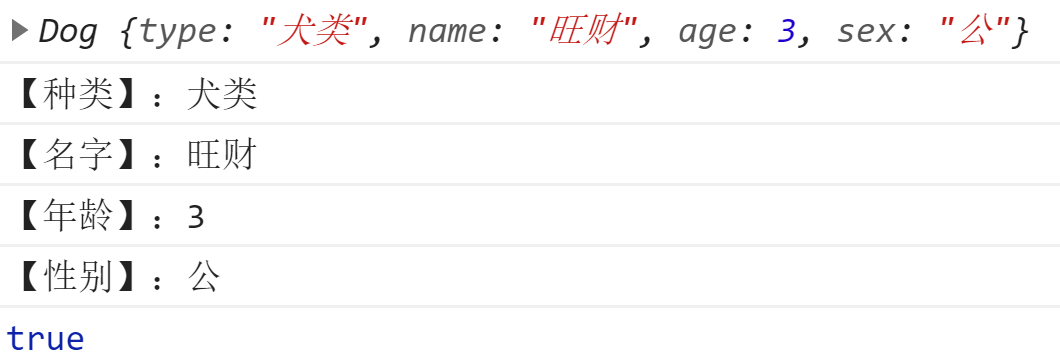 ▶Dog {type: "犬类", name: "旺财", age: 3, sex: "公"}
【种类】：犬类
【名字】：旺财
【年龄】：3
【性别】：公
true